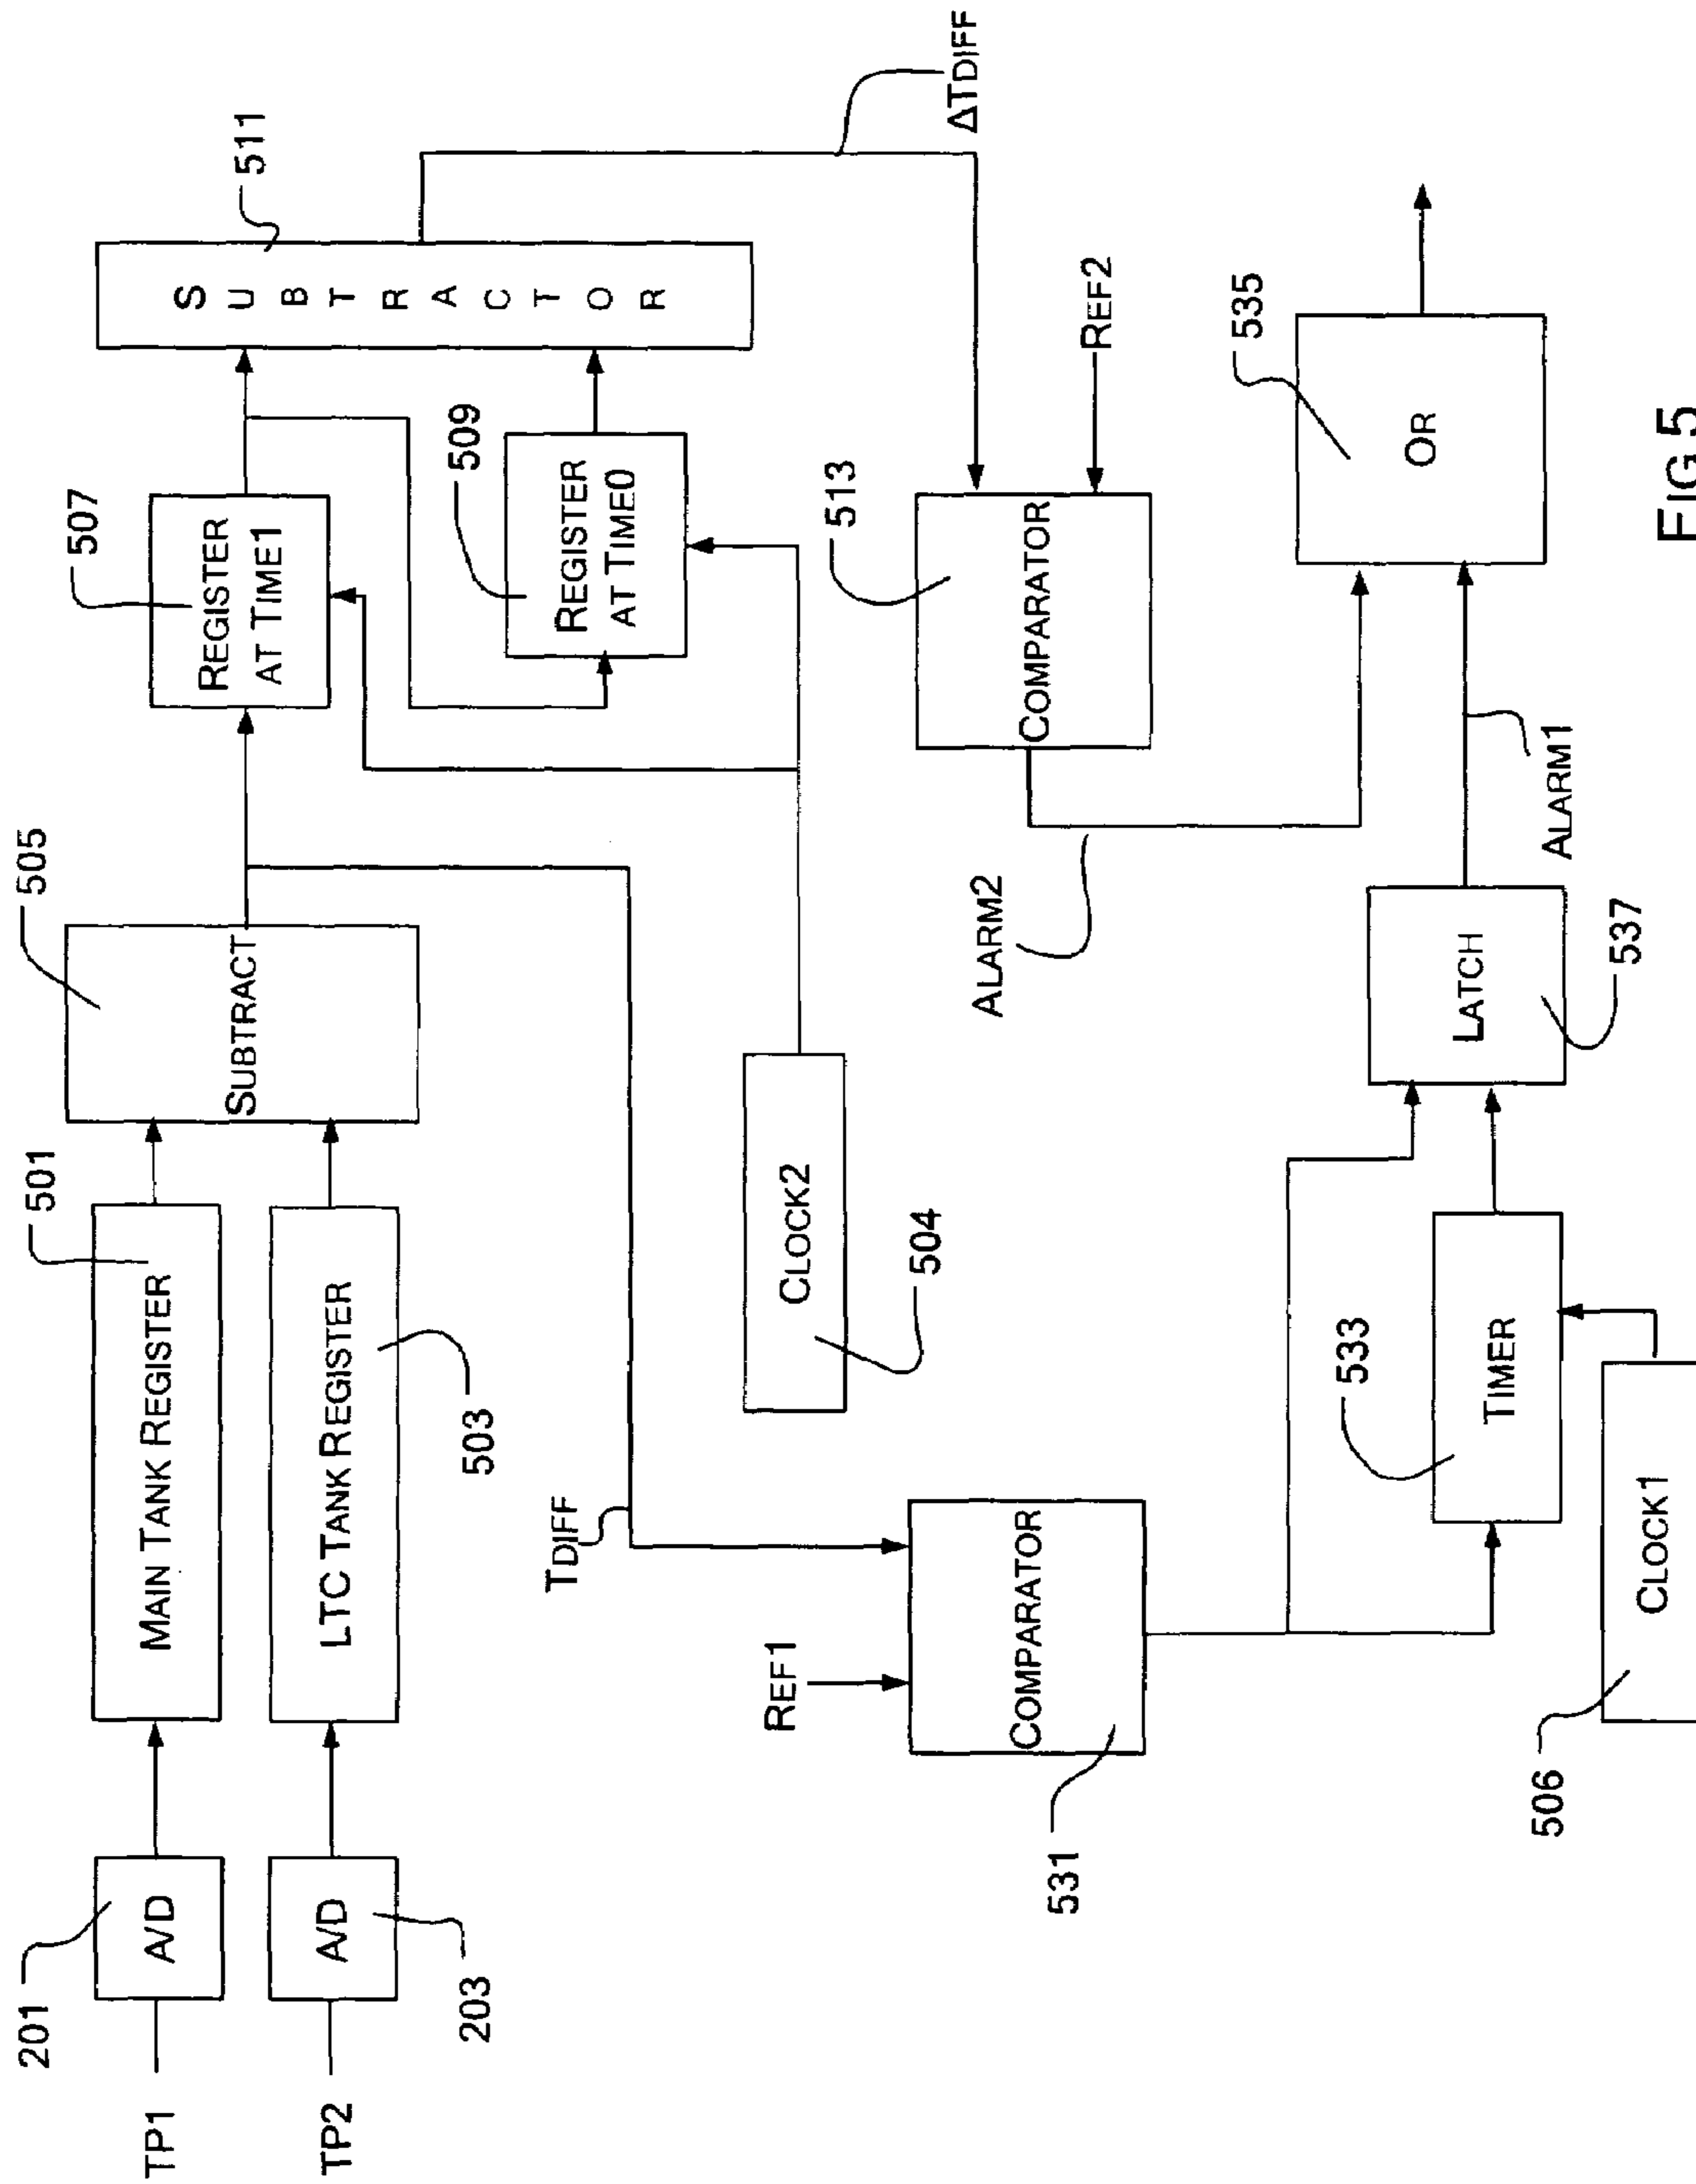 TP1
201
A/D
MAIN TANK REGISTER
501
TP2
A/D
203
LTC TANK REGISTER
503
SUBTRACT
505
REGISTER
AT TIME1
507
REGISTER
AT TIME0
509
SUBTRACTOR
511
TDIFF
CLOCK2
504
ΔTDIFF
REF1
COMPARATOR
531
COMPARATOR
513
REF2
ALARM2
TIMER
533
CLOCK1
506
LATCH
537
ALARM1
OR
535
FIG.5